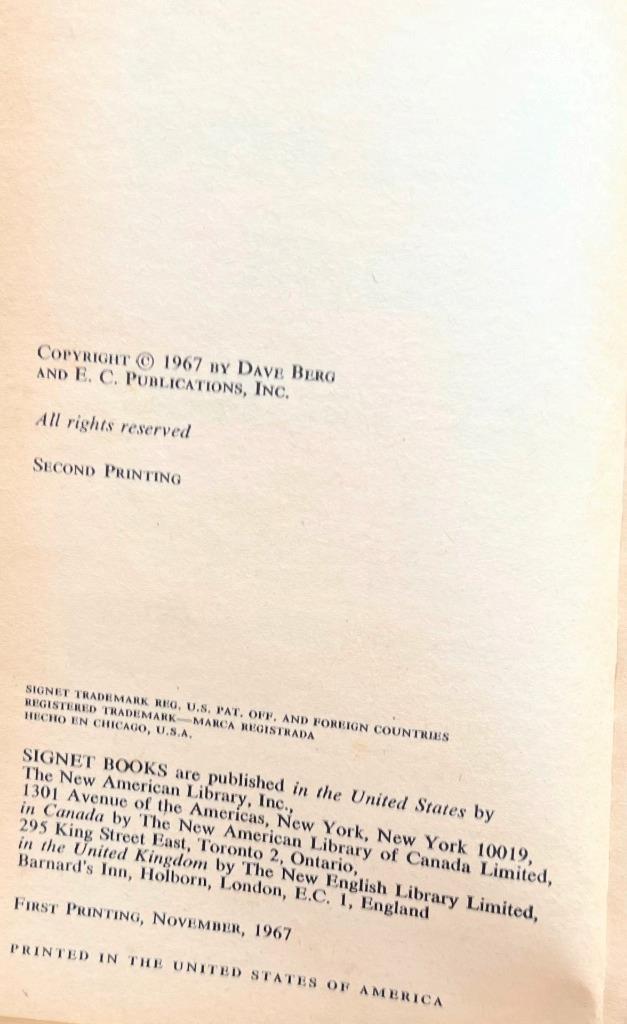 COPYRIGHT © 1967 BY DAVE BERG
AND E. C. PUBLICATIONS, INC.
All rights reserved
SECOND PRINTING
SIGNET TRADEMARK REG. U.S. PAT. OFF. AND FOREIGN COUNTRIES
REGISTERED TRADEMARK—MARCA REGISTRADA
HECHO EN CHICAGO, U.S.A.
SIGNET BOOKS are published in the United States by
The New American Library, Inc.,
1301 Avenue of the Americas, New York, New York 10019,
in Canada by The New American Library of Canada Limited,
295 King Street East, Toronto 2, Ontario,
in the United Kingdom by The New English Library Limited,
Barnard's Inn, Holborn, London, E.C. 1, England
FIRST PRINTING, NOVEMBER, 1967
PRINTED IN THE UNITED STATES OF AMERICA